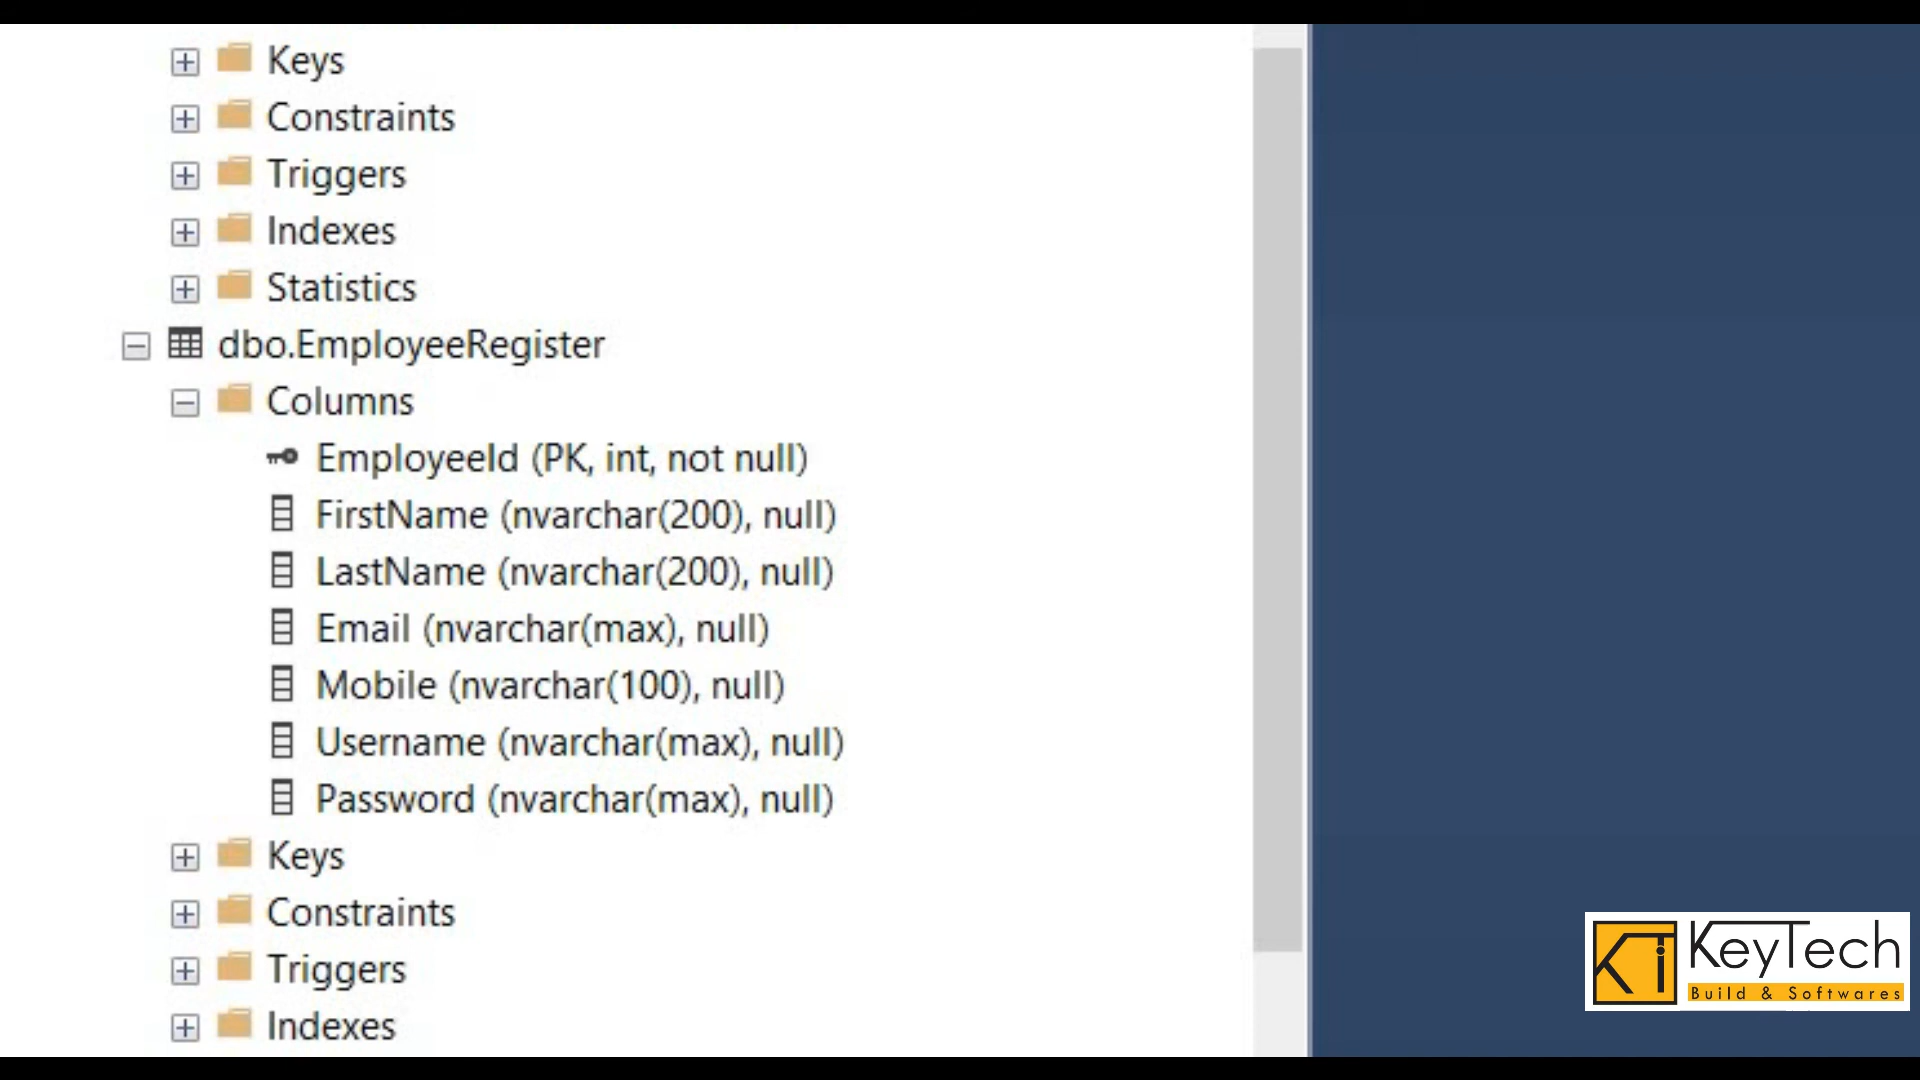 Keys
Constraints
Triggers
Indexes
Statistics
dbo.EmployeeRegister
Columns
EmployeeId (PK, int, not null)
FirstName (nvarchar(200), null)
LastName (nvarchar(200), null)
Email (nvarchar(max), null)
Mobile (nvarchar(100), null)
Username (nvarchar(max), null)
Password (nvarchar(max), null)
Keys
Constraints
Triggers
Indexes
KeyTech
Build & Softwares